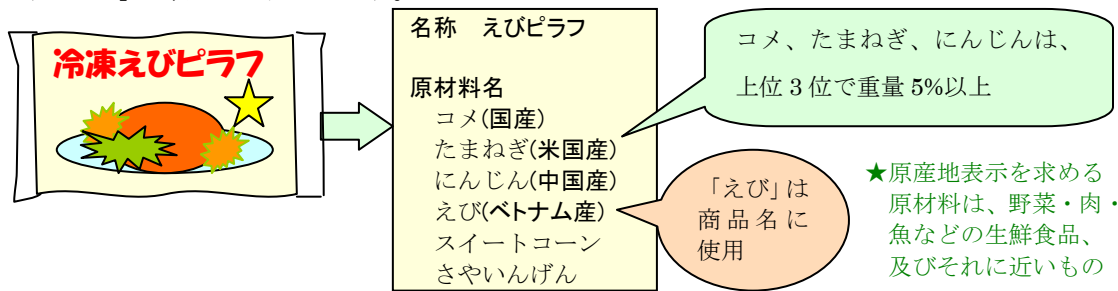 冷凍えびピラフ
名称　えびピラフ
原材料名
コメ(国産)
たまねぎ(米国産)
にんじん(中国産)
えび(ベトナム産)
スイートコーン
さやいんげん
コメ、たまねぎ、にんじんは、
上位 3 位で重量 5%以上
「えび」は
商品名に
使用
★原産地表示を求める
原材料は、野菜・肉・
魚などの生鮮食品、
及びそれに近いもの